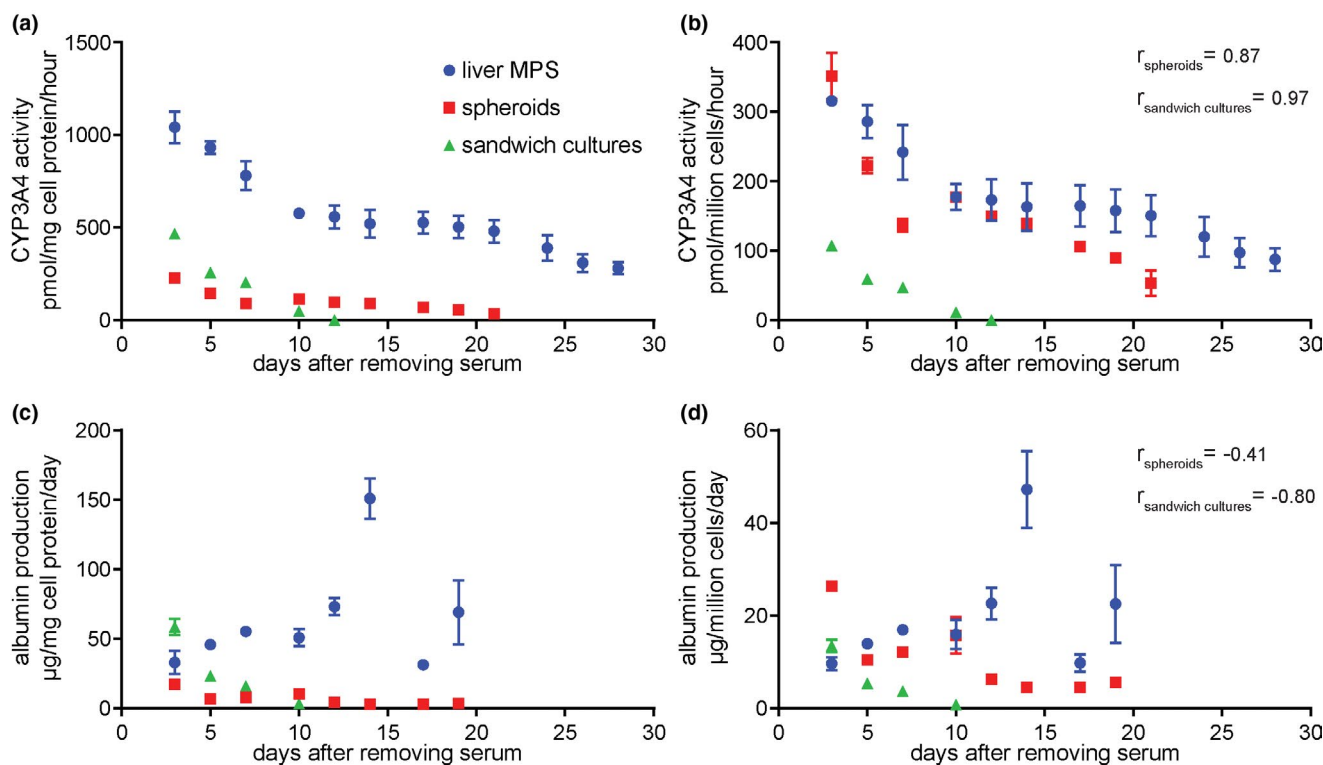 (a)
1500
1000
500
0
CYP3A4 activity
pmol/mg cell protein/hour
liver MPS
spheroids
sandwich cultures
0 5 10 15 20 25 30
days after removing serum
(b)
400
300
200
100
0
CYP3A4 activity
pmol/million cells/hour
rspheroids= 0.87
rsandwich cultures= 0.97
0 5 10 15 20 25 30
days after removing serum
(c)
200
150
100
50
0
albumin production
µg/mg cell protein/day
0 5 10 15 20 25 30
days after removing serum
(d)
60
40
20
0
albumin production
µg/million cells/day
rspheroids= -0.41
rsandwich cultures= -0.80
0 5 10 15 20 25 30
days after removing serum